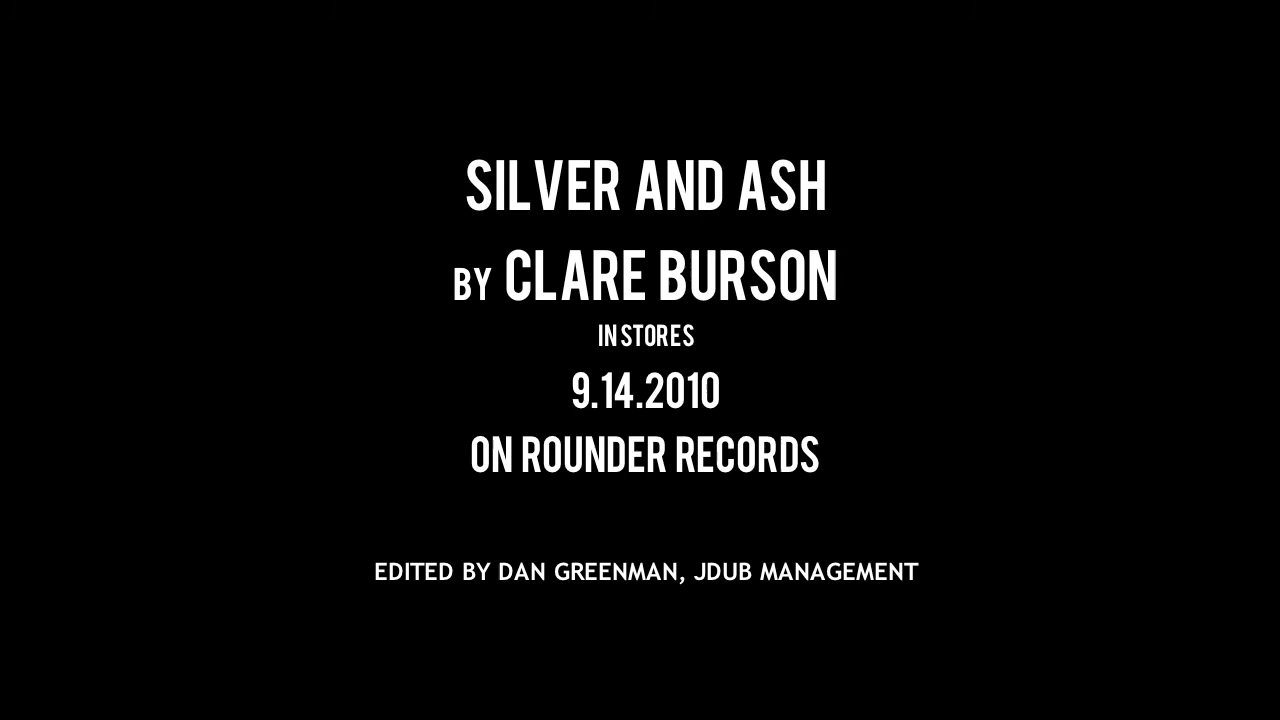 SILVER AND ASH
BY CLARE BURSON
IN STORES
9.14.2010
ON ROUNDER RECORDS
EDITED BY DAN GREENMAN, JDUB MANAGEMENT